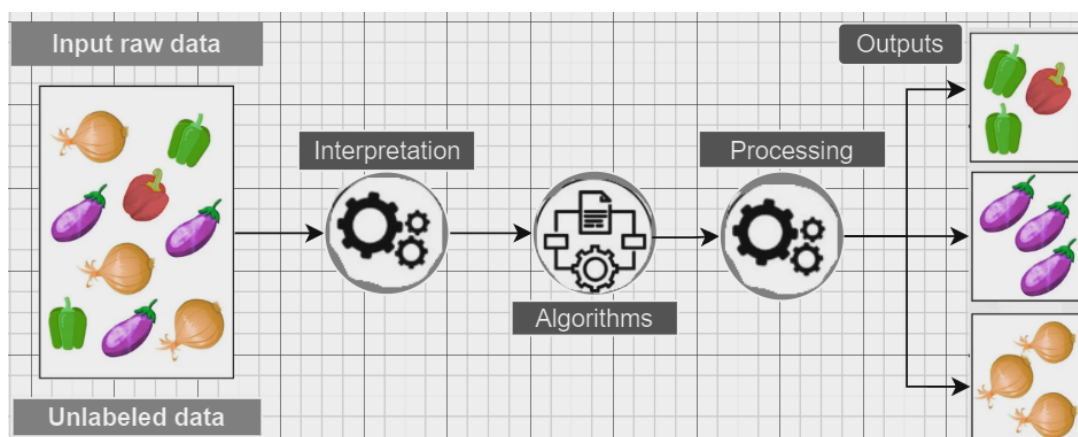 Input raw data
Outputs
Interpretation
Processing
Algorithms
Unlabeled data